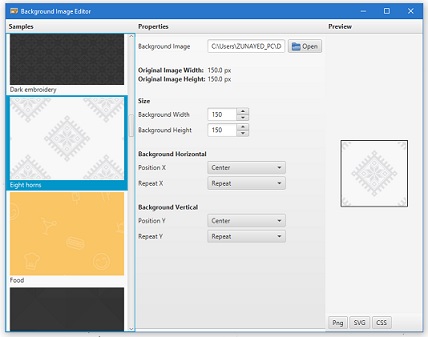 Background Image Editor
Samples
Properties
Preview
Dark embroidery
Eight horns
Food
Background Image
C:\Users\ZUNAYED_PC\D
Open
Original Image Width: 150.0 px
Original Image Height: 150.0 px
Size
Background Width 150
Background Height 150
Background Horizontal
Position X Center
Repeat X Repeat
Background Vertical
Position Y Center
Repeat Y Repeat
Png SVG CSS